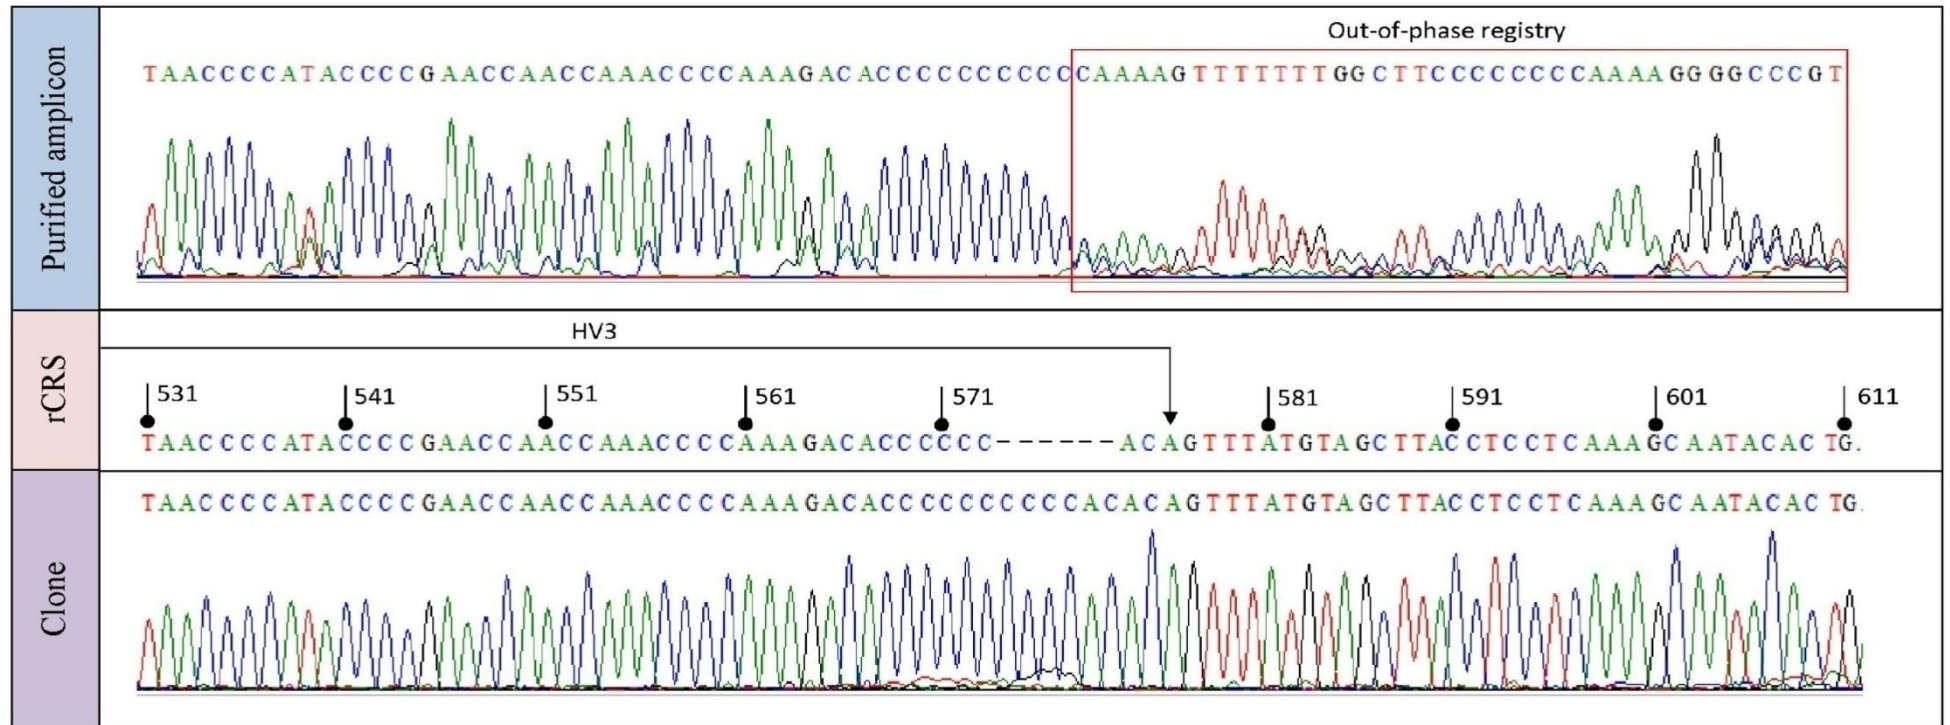 Out-of-phase registry
Purified amplicon
TAACCCCATACCCCGAACCAACCAAACCCCAAAGACACCCCCCCCCCCAAAAGTTTTTTTGGCTTCCCCCCCCAAAAGGGGCCCGT
HV3
rCRS
531 541 551 561 571 581 591 601 611
TAACCCCATACCCCGAACCAACCAAACCCCAAAGACACCCCCC------ACAGTTTATGTAGCTTACCTCCTCAAAGCAATACACTG.
Clone
TAACCCCATACCCCGAACCAACCAAACCCCAAAGACACCCCCCCCCCACACAGTTTATGTAGCTTACCTCCTCAAAGCAATACACTG.